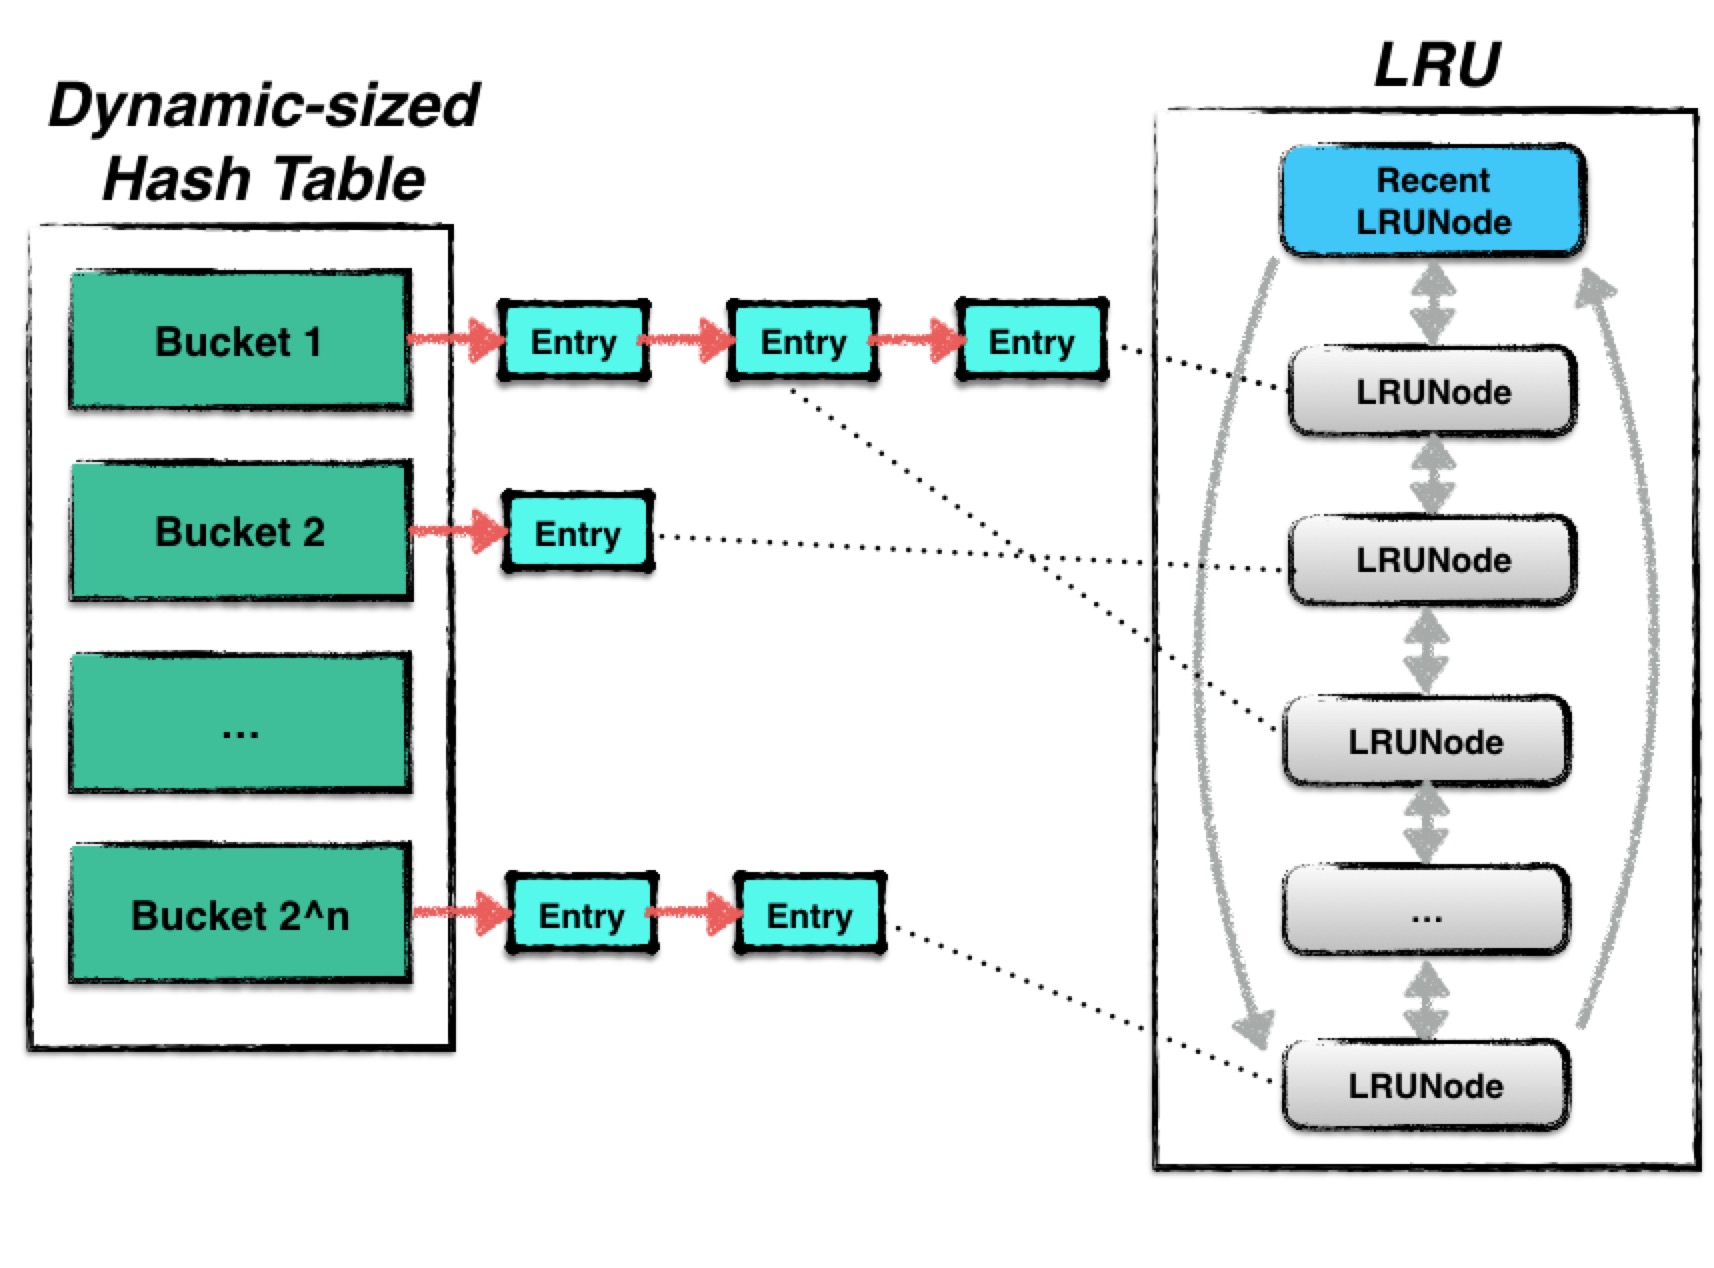 Dynamic-sized
Hash Table
LRU
Recent
LRUNode
Bucket 1
Entry
Entry
Entry
LRUNode
Bucket 2
Entry
LRUNode
...
LRUNode
Bucket 2^n
Entry
Entry
...
LRUNode